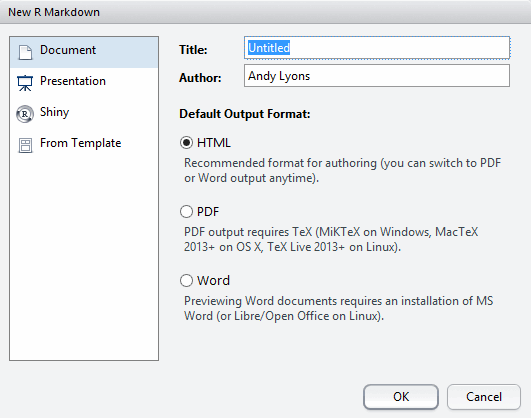 New R Markdown
Document
Presentation
Shiny
From Template
Title: Untitled
Author: Andy Lyons
Default Output Format:
HTML
Recommended format for authoring (you can switch to PDF
or Word output anytime).
PDF
PDF output requires TeX (MiKTeX on Windows, MacTeX
2013+ on OS X, TeX Live 2013+ on Linux).
Word
Previewing Word documents requires an installation of MS
Word (or Libre/Open Office on Linux).
OK Cancel